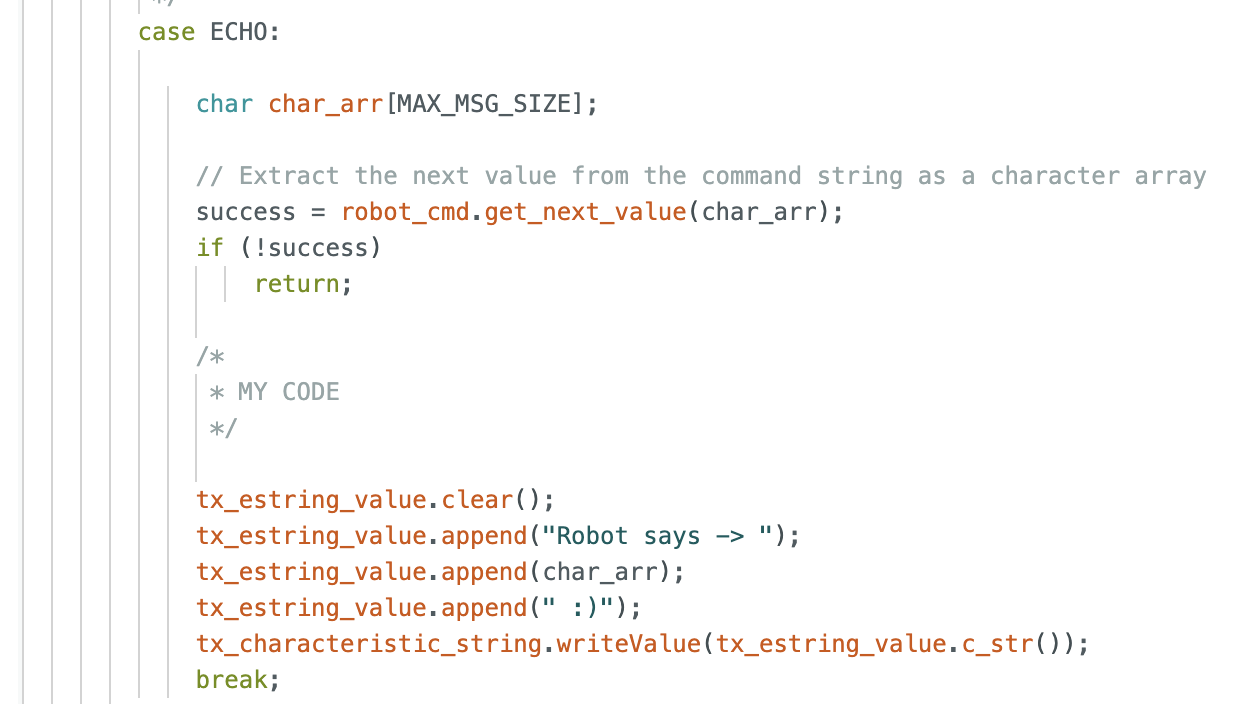 */
case ECHO:
char char_arr[MAX_MSG_SIZE];
// Extract the next value from the command string as a character array
success = robot_cmd.get_next_value(char_arr);
if (!success)
return;
/*
* MY CODE
*/
tx_estring_value.clear();
tx_estring_value.append("Robot says -> ");
tx_estring_value.append(char_arr);
tx_estring_value.append(" :)");
tx_characteristic_string.writeValue(tx_estring_value.c_str());
break;